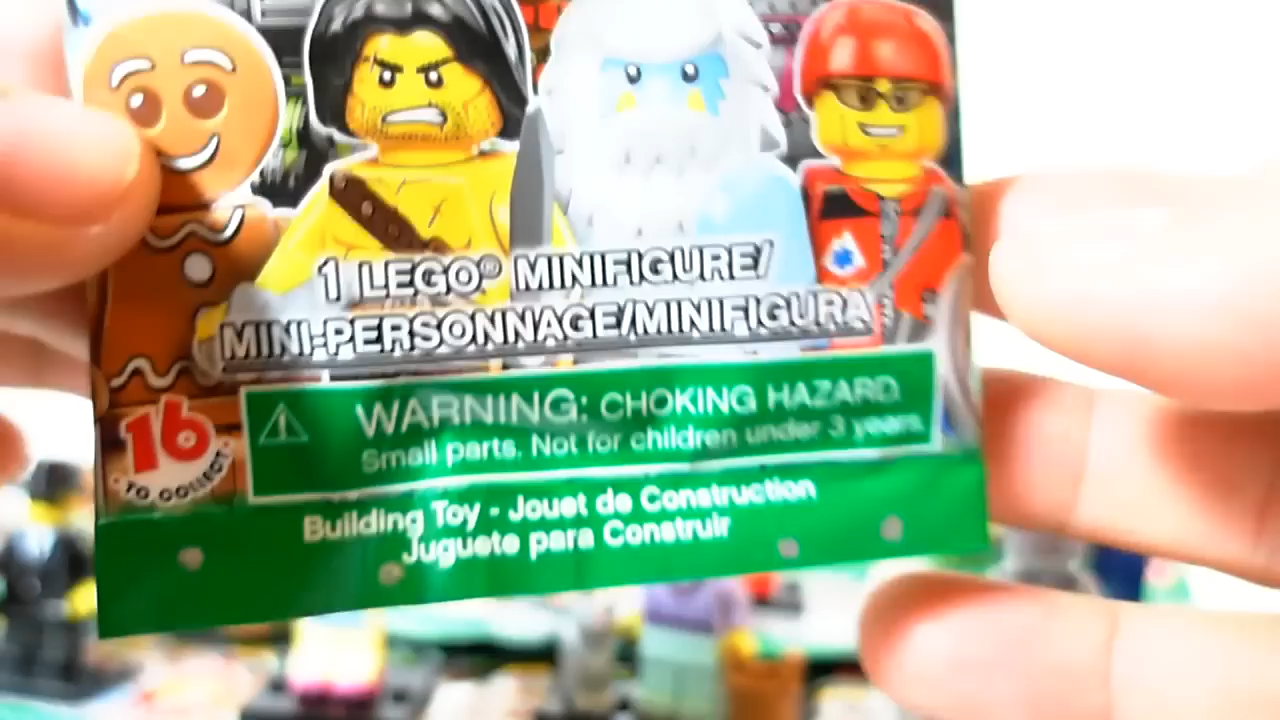 1 LEGO® MINIFIGURE/
MINI-PERSONNAGE/MINIFIGURA
WARNING: CHOKING HAZARD.
Small parts. Not for children under 3 years.
16
• TO COLLECT •
Building Toy - Jouet de Construction
Juguete para Construir